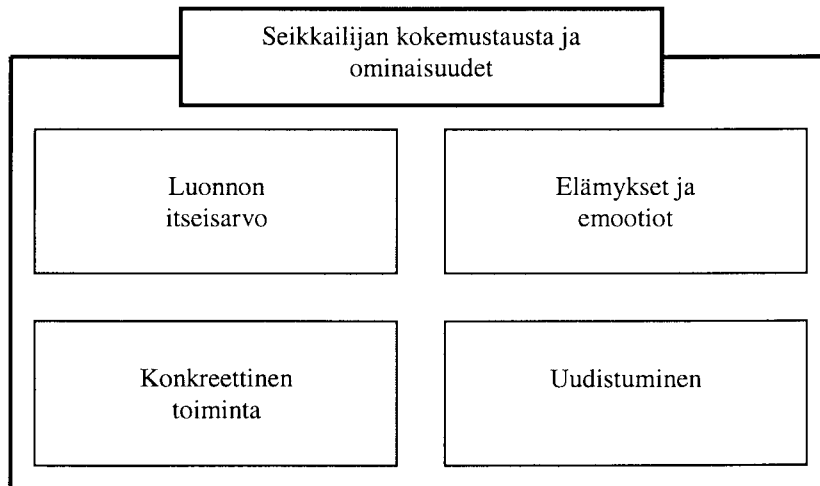 Seikkailijan kokemustausta ja
ominaisuudet
Luonnon
itseisarvo
Elämykset ja
emootiot
Konkreettinen
toiminta
Uudistuminen